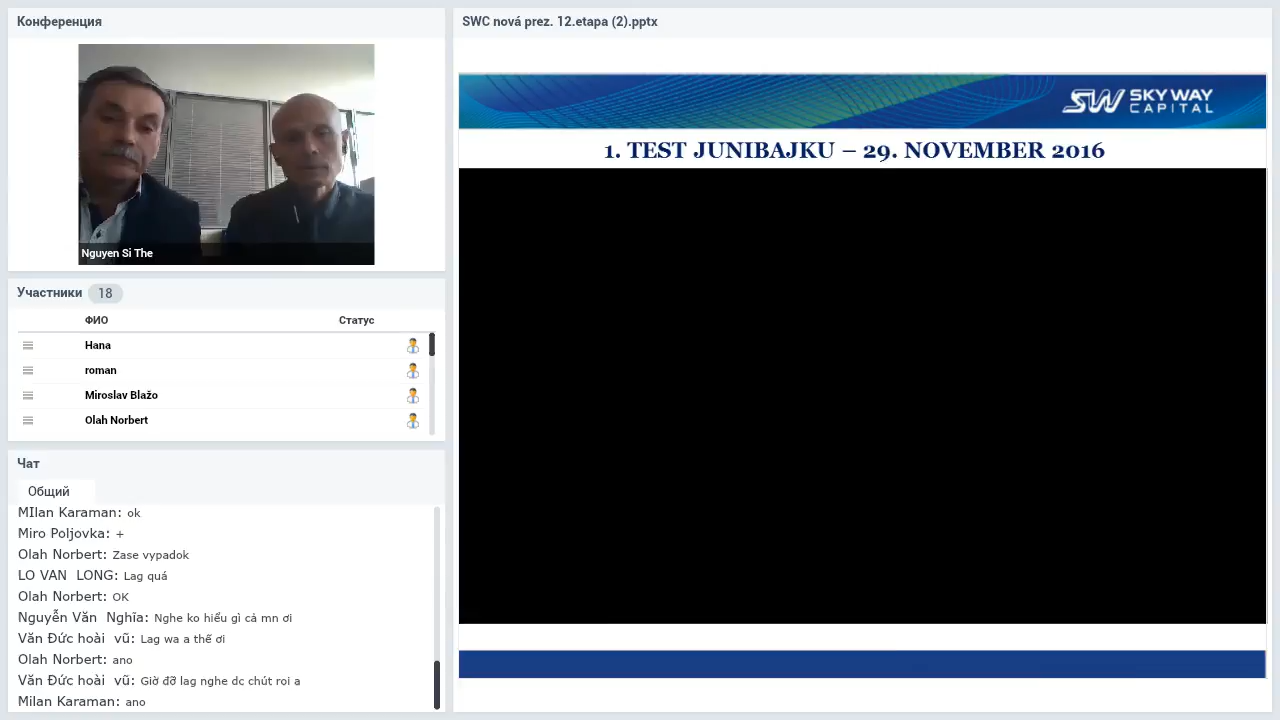 Конференция
Nguyen Si The
Участники 18
ФИО Статус
Hana
roman
Miroslav Blažo
Olah Norbert
Чат
Общий
MIlan Karaman: ok
Miro Poljovka: +
Olah Norbert: Zase vypadok
LO VAN LONG: Lag quá
Olah Norbert: OK
Nguyễn Văn Nghĩa: Nghe ko hiểu gì cả mn ơi
Văn Đức hoài vũ: Lag wa a thế ơi
Olah Norbert: ano
Văn Đức hoài vũ: Giờ đỡ lag nghe dc chút roi a
Milan Karaman: ano
SWC nová prez. 12.etapa (2).pptx
SW SKY WAY
CAPITAL
1. TEST JUNIBAJKU – 29. NOVEMBER 2016